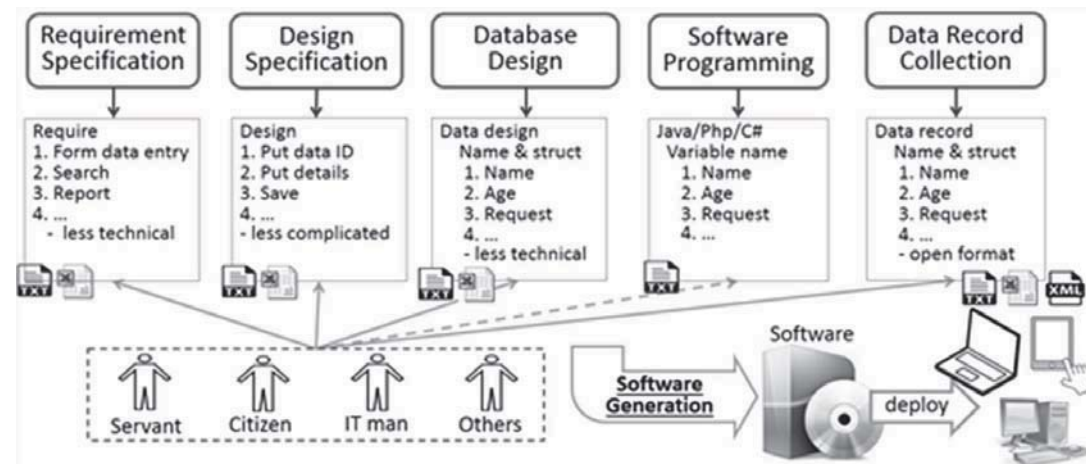 Requirement
Specification
Design
Specification
Database
Design
Software
Programming
Data Record
Collection
Require
1. Form data entry
2. Search
3. Report
4. ...
- less technical
Design
1. Put data ID
2. Put details
3. Save
4. ...
- less complicated
Data design
Name & struct
1. Name
2. Age
3. Request
4. ...
- less technical
Java/Php/C#
Variable name
1. Name
2. Age
3. Request
4. ...
Data record
Name & struct
1. Name
2. Age
3. Request
4. ...
- open format
TXT
TXT
TXT
TXT
TXT
XML
Servant
Citizen
IT man
Others
Software
Generation
Software
deploy